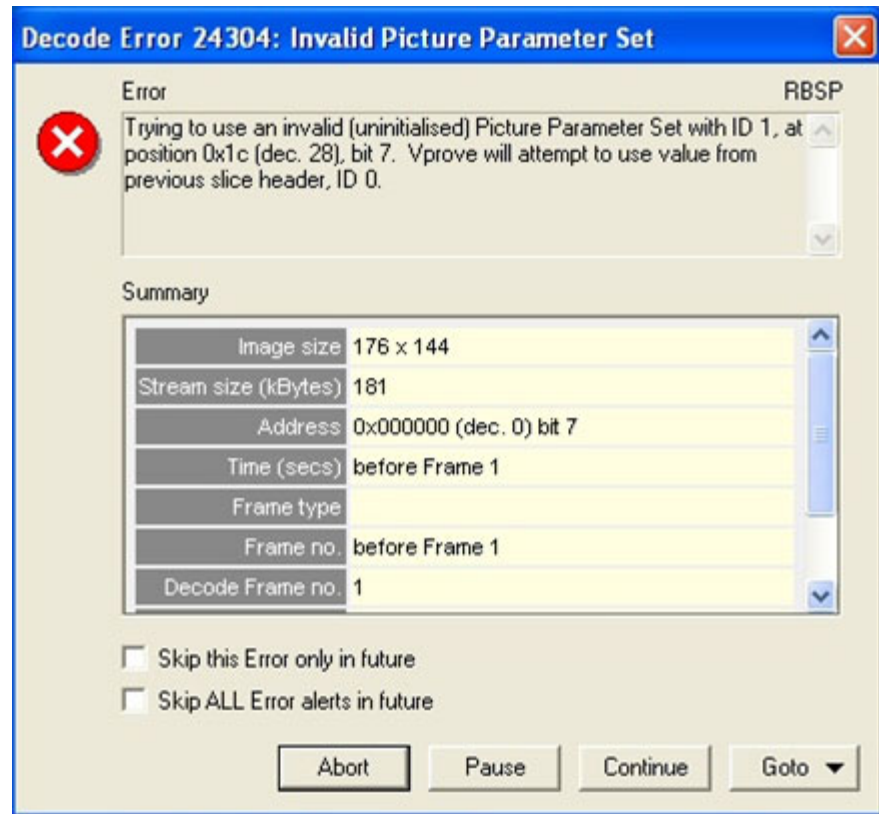 Decode Error 24304: Invalid Picture Parameter Set
Error RBSP
Trying to use an invalid (uninitialised) Picture Parameter Set with ID 1, at
position 0x1c (dec. 28), bit 7. Vprove will attempt to use value from
previous slice header, ID 0.
Summary
Image size 176 x 144
Stream size (kBytes) 181
Address 0x000000 (dec. 0) bit 7
Time (secs) before Frame 1
Frame type
Frame no. before Frame 1
Decode Frame no. 1
Skip this Error only in future
Skip ALL Error alerts in future
Abort Pause Continue Goto